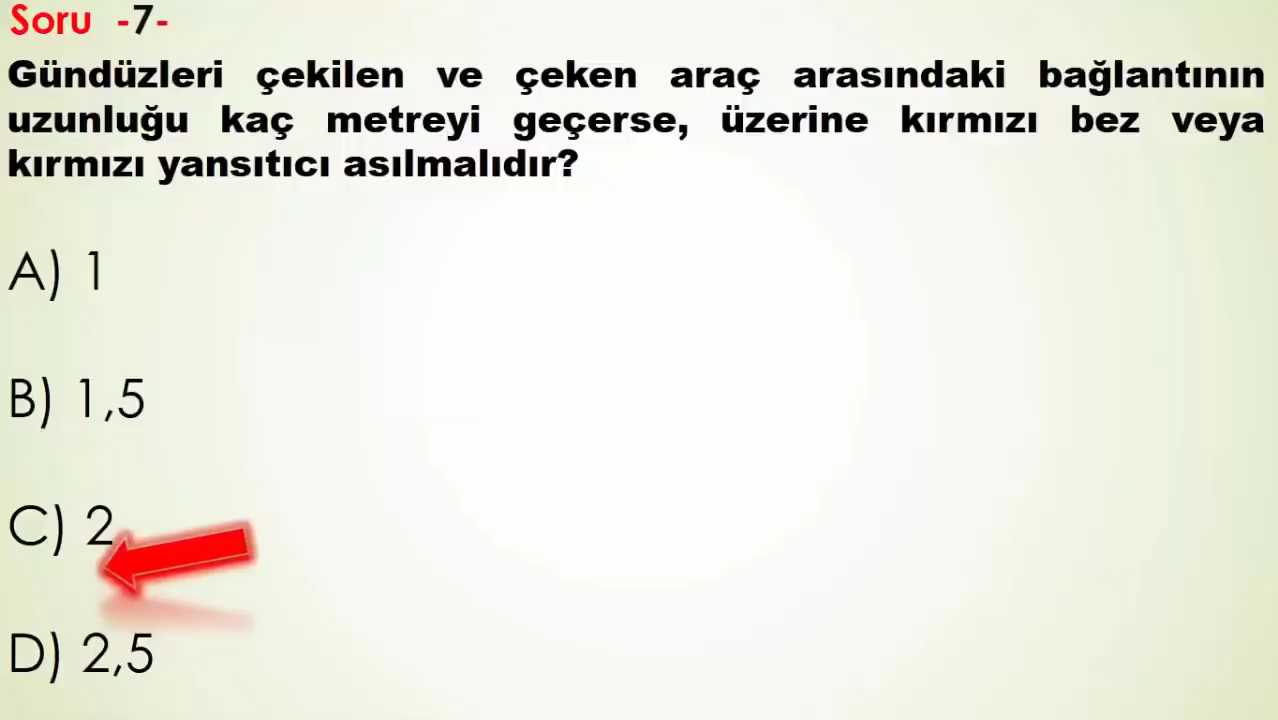 Soru -7-
Gündüzleri çekilen ve çeken araç arasındaki bağlantının
uzunluğu kaç metreyi geçerse, üzerine kırmızı bez veya
kırmızı yansıtıcı asılmalıdır?
A) 1
B) 1,5
C) 2
D) 2,5